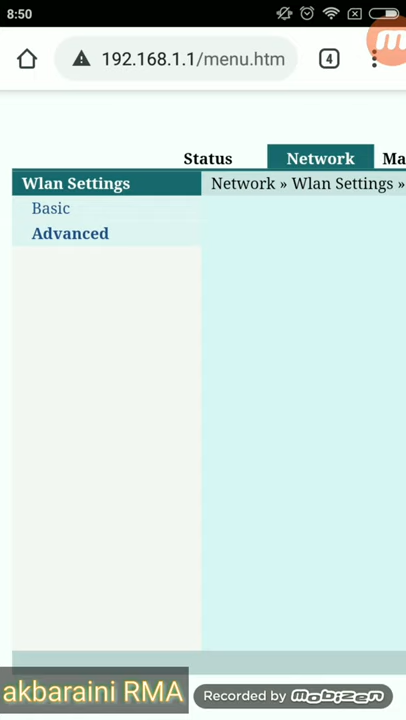 8:50
192.168.1.1/menu.htm
4
Status
Network
Ma
Wlan Settings
Network » Wlan Settings »
Basic
Advanced
akbaraini RMA
Recorded by mobizen